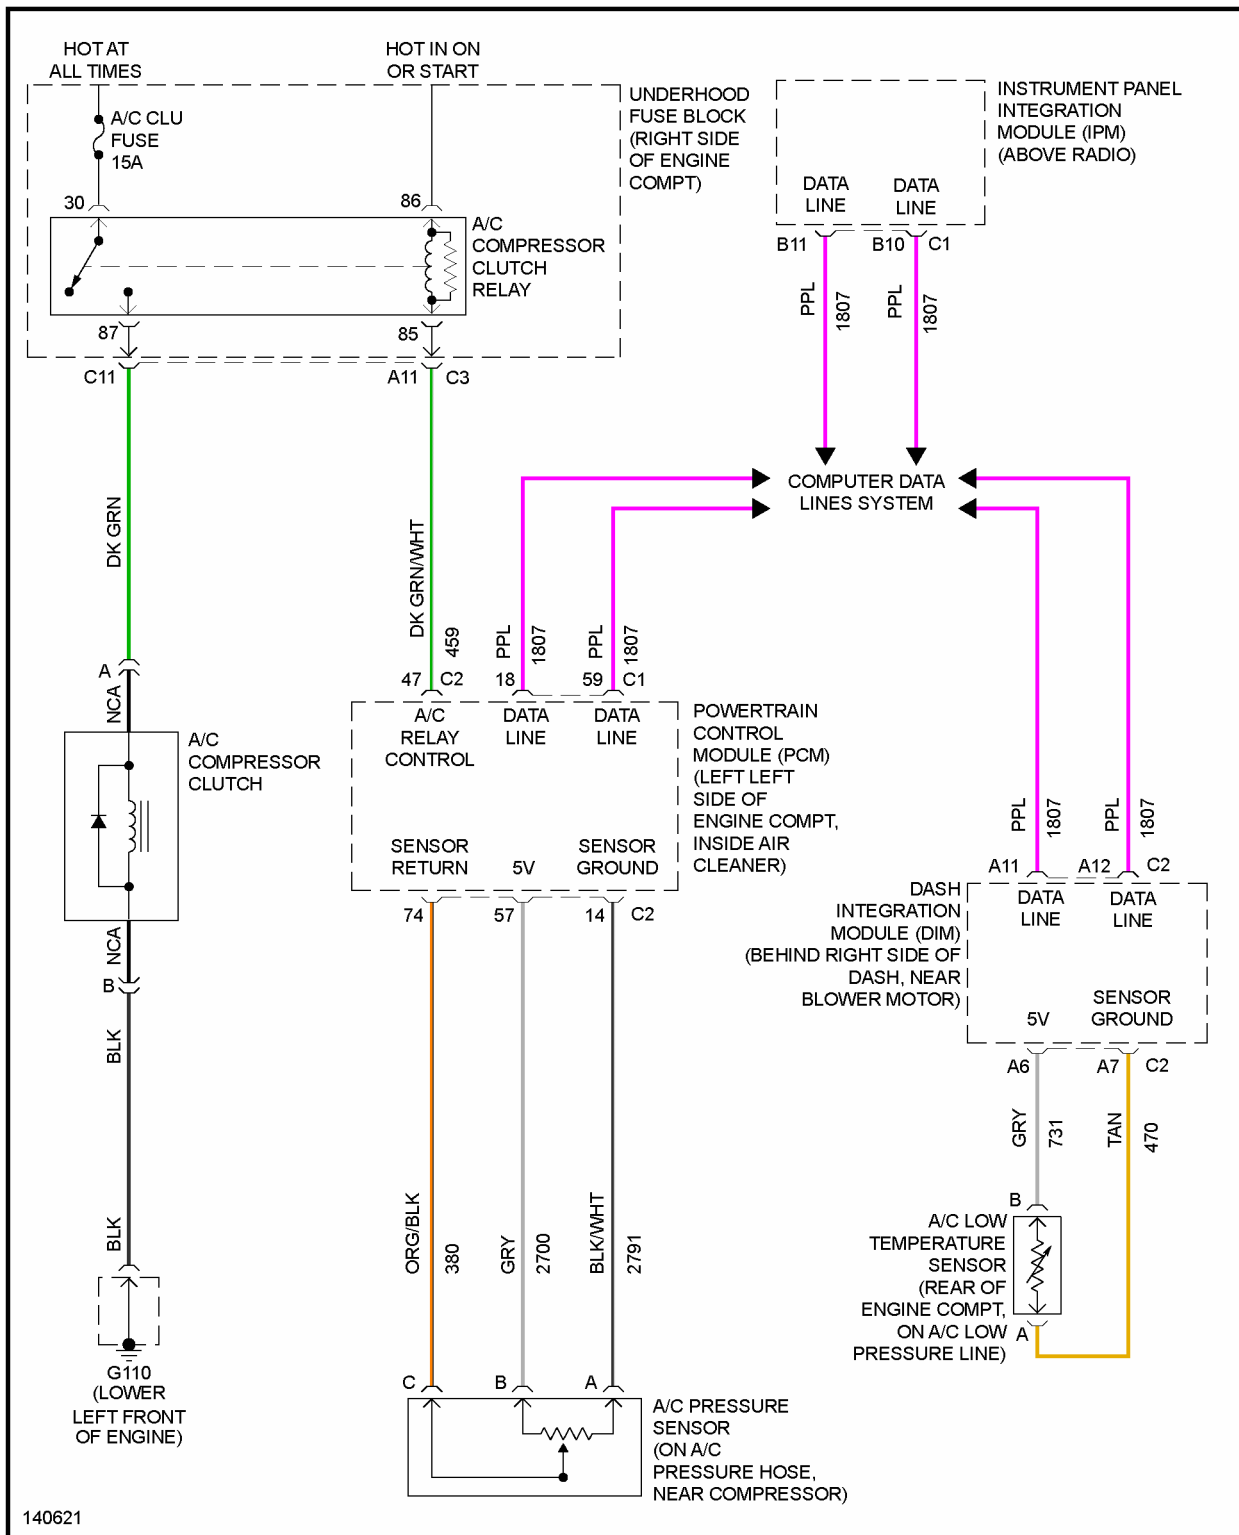 HOT AT
ALL TIMES
HOT IN ON
OR START
A/C CLU
FUSE
15A
30
86
UNDERHOOD
FUSE BLOCK
(RIGHT SIDE
OF ENGINE
COMPT)
A/C
COMPRESSOR
CLUTCH
RELAY
87
85
C11
A11
C3
INSTRUMENT PANEL
INTEGRATION
MODULE (IPM)
(ABOVE RADIO)
DATA
LINE
DATA
LINE
B11
B10
C1
PPL
1807
PPL
1807
COMPUTER DATA
LINES SYSTEM
DK GRN
DK GRN/WHT
459
PPL
1807
PPL
1807
A
NCA
47
C2
18
59
C1
A/C
RELAY
CONTROL
DATA
LINE
DATA
LINE
POWERTRAIN
CONTROL
MODULE (PCM)
(LEFT LEFT
SIDE OF
ENGINE COMPT,
INSIDE AIR
CLEANER)
A/C
COMPRESSOR
CLUTCH
SENSOR
RETURN
5V
SENSOR
GROUND
74
57
14
C2
NCA
B
BLK
BLK
PPL
1807
PPL
1807
A11
A12
C2
DASH
INTEGRATION
MODULE (DIM)
(BEHIND RIGHT SIDE OF
DASH, NEAR
BLOWER MOTOR)
DATA
LINE
DATA
LINE
5V
SENSOR
GROUND
A6
A7
C2
GRY
731
TAN
470
B
A/C LOW
TEMPERATURE
SENSOR
(REAR OF
ENGINE COMPT,
ON A/C LOW
PRESSURE LINE)
A
ORG/BLK
380
GRY
2700
BLK/WHT
2791
G110
(LOWER
LEFT FRONT
OF ENGINE)
C
B
A
A/C PRESSURE
SENSOR
(ON A/C
PRESSURE HOSE,
NEAR COMPRESSOR)
140621